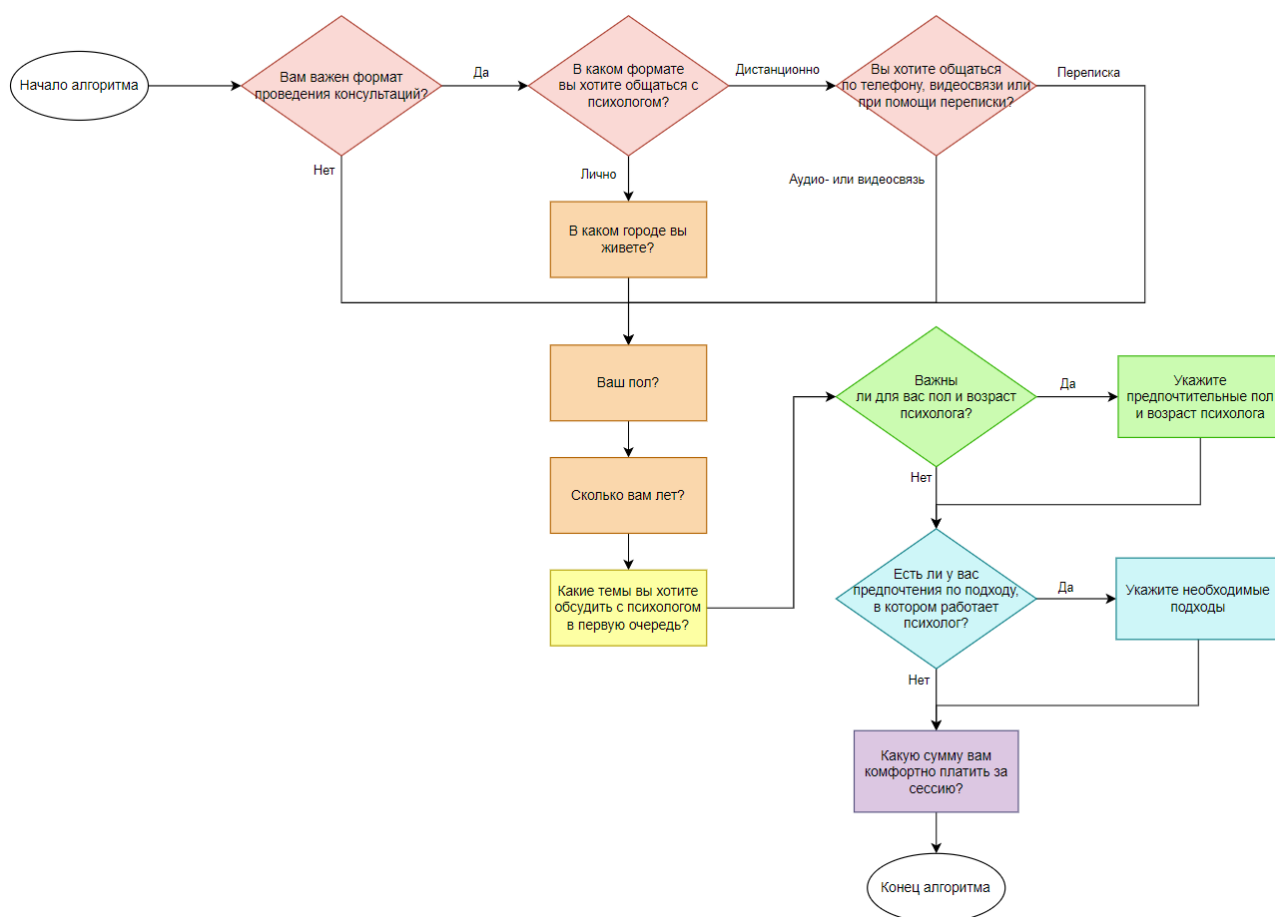 Начало алгоритма
Вам важен формат
проведения консультаций?
Да
В каком формате
вы хотите общаться с
психологом?
Дистанционно
Вы хотите общаться
по телефону, видеосвязи или
при помощи переписки?
Переписка
Нет
Лично
Аудио- или видеосвязь
В каком городе вы
живете?
Ваш пол?
Сколько вам лет?
Какие темы вы хотите
обсудить с психологом
в первую очередь?
Важны
ли для вас пол и возраст
психолога?
Да
Укажите
предпочтительные пол
и возраст психолога
Нет
Есть ли у вас
предпочтения по подходу,
в котором работает
психолог?
Да
Укажите необходимые
подходы
Нет
Какую сумму вам
комфортно платить за
сессию?
Конец алгоритма